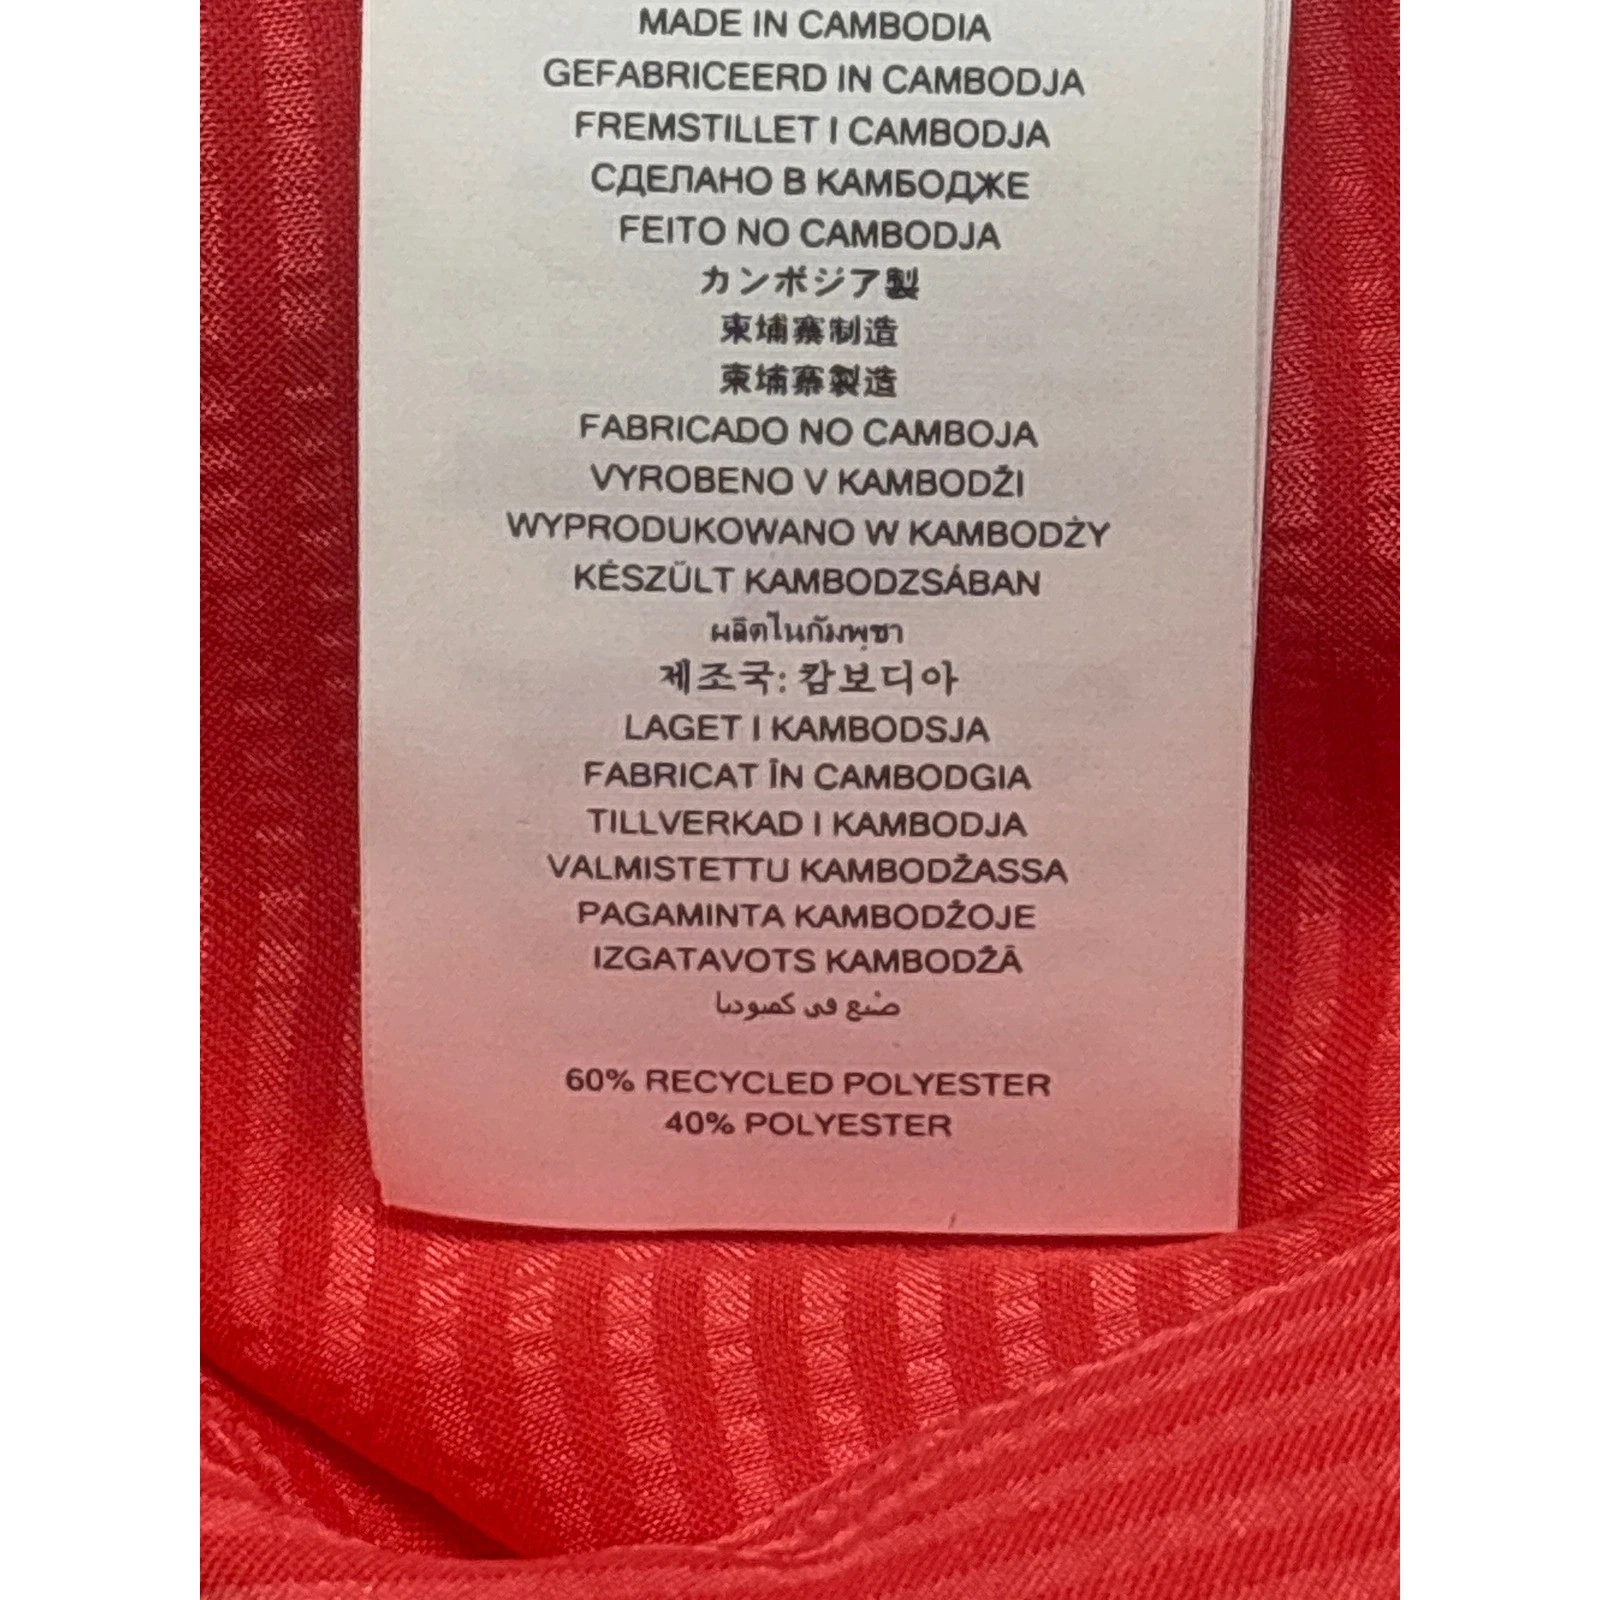 MADE IN CAMBODIA
GEFABRICEERD IN CAMBODJA
FREMSTILLET I CAMBODJA
СДЕЛАНО В КАМБОДЖЕ
FEITO NO CAMBODJA
カンボジア製
柬埔寨制造
柬埔寨製造
FABRICADO NO CAMBOJA
VYROBENO V KAMBODŽI
WYPRODUKOWANO W KAMBODŻY
KÉSZÜLT KAMBODZSÁBAN
ผลิตในกัมพูชา
제조국: 캄보디아
LAGET I KAMBODSJA
FABRICAT ÎN CAMBODGIA
TILLVERKAD I KAMBODJA
VALMISTETTU KAMBODŽASSA
PAGAMINTA KAMBODŽOJE
IZGATAVOTS KAMBODŽĀ
صُنع في كمبوديا
60% RECYCLED POLYESTER
40% POLYESTER